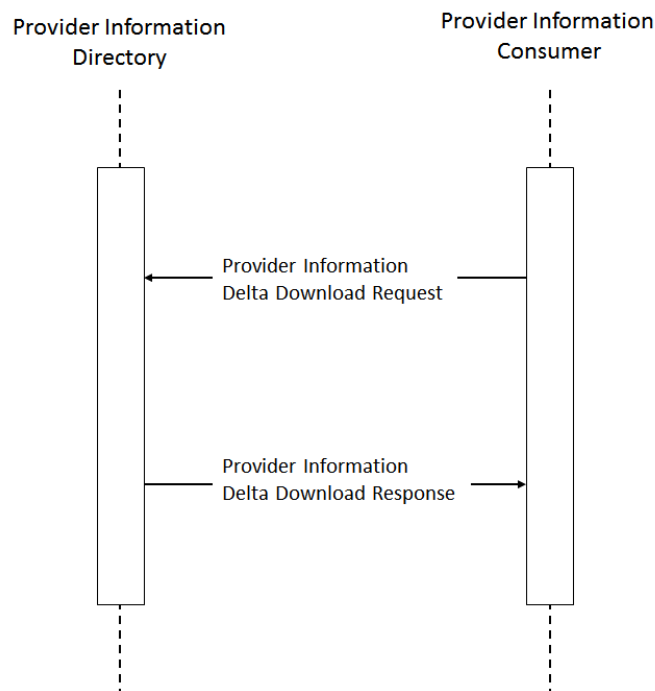 Provider Information
Directory
Provider Information
Consumer
Provider Information
Delta Download Request
Provider Information
Delta Download Response